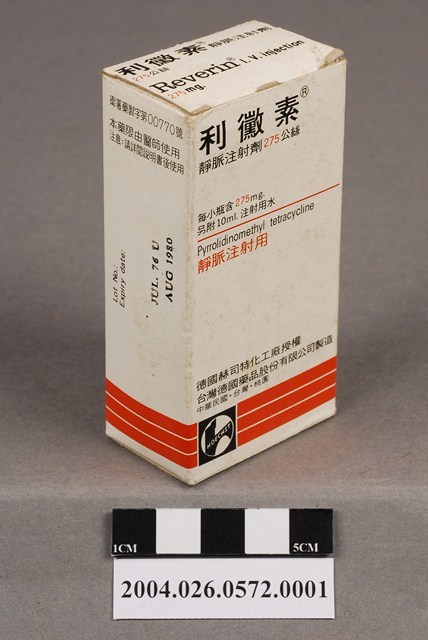 利黴素® 靜脈注射劑
275公絲
Reverin® I.V. injection
275 mg.
衛署藥製字第00770號
本藥限由醫師使用
注意:請詳閱說明書後使用
Lot No.:
Expiry date:
JUL. 76 U
AUG 1980
利黴素®
靜脈注射劑275公絲
每小瓶含 275mg.
另附10ml. 注射用水
Pyrrolidinomethyl tetracycline
靜脈注射用
德國赫司特化工廠授權
台灣德國藥品股份有限公司製造
中華民國・台灣・桃園
HOECHST
1CM
5CM
2004.026.0572.0001